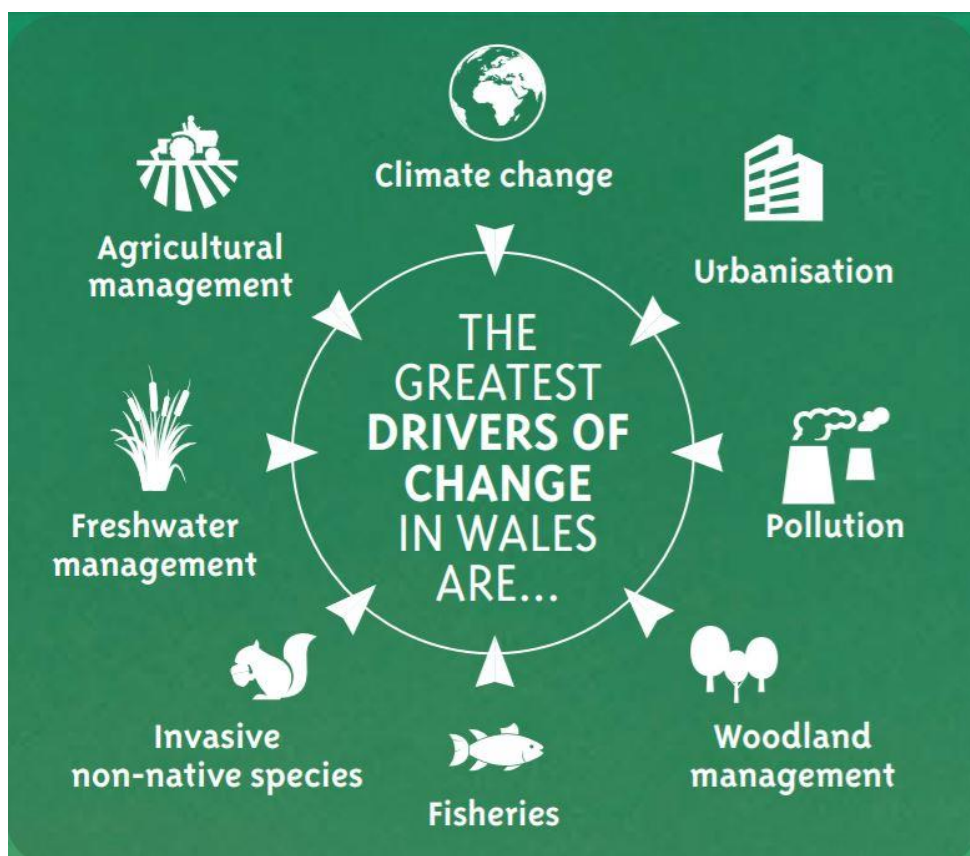 Climate change
Urbanisation
Agricultural
management
THE
GREATEST
DRIVERS OF
CHANGE
IN WALES
ARE...
Freshwater
management
Pollution
Invasive
non-native species
Fisheries
Woodland
management